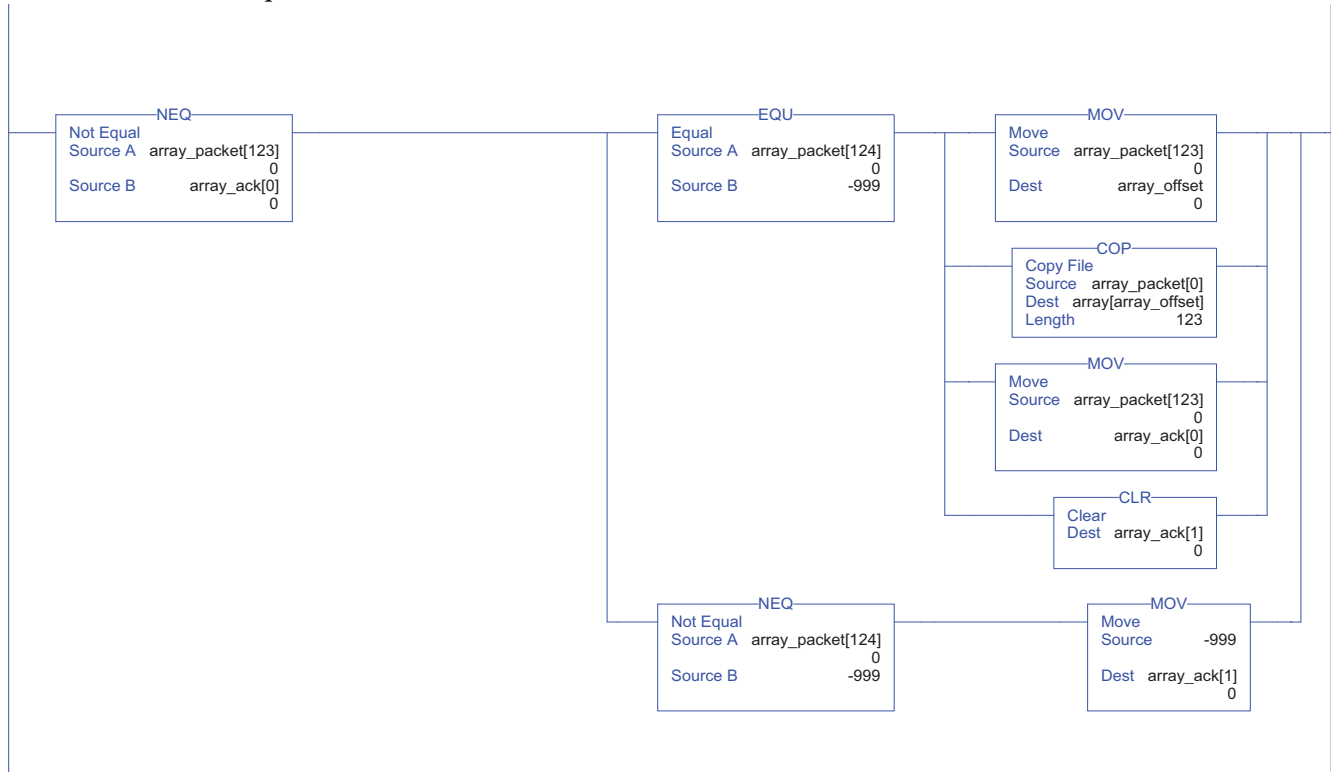 NEQ
Not Equal
Source A array_packet[123]
0
Source B array_ack[0]
0
EQU
Equal
Source A array_packet[124]
0
Source B -999
MOV
Move
Source array_packet[123]
0
Dest array_offset
0
COP
Copy File
Source array_packet[0]
Dest array[array_offset]
Length 123
MOV
Move
Source array_packet[123]
0
Dest array_ack[0]
0
CLR
Clear
Dest array_ack[1]
0
NEQ
Not Equal
Source A array_packet[124]
0
Source B -999
MOV
Move
Source -999
Dest array_ack[1]
0